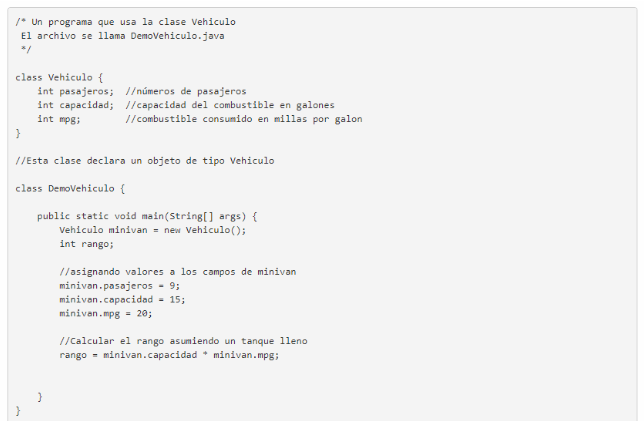 /* Un programa que usa la clase Vehiculo
 El archivo se llama DemoVehiculo.java
 */
class Vehiculo {
    int pasajeros;  //números de pasajeros
    int capacidad;  //capacidad del combustible en galones
    int mpg;        //combustible consumido en millas por galon
}
//Esta clase declara un objeto de tipo Vehiculo
class DemoVehiculo {
    public static void main(String[] args) {
        Vehiculo minivan = new Vehiculo();
        int rango;
        //asignando valores a los campos de minivan
        minivan.pasajeros = 9;
        minivan.capacidad = 15;
        minivan.mpg = 20;
        //Calcular el rango asumiendo un tanque lleno
        rango = minivan.capacidad * minivan.mpg;
    }
}